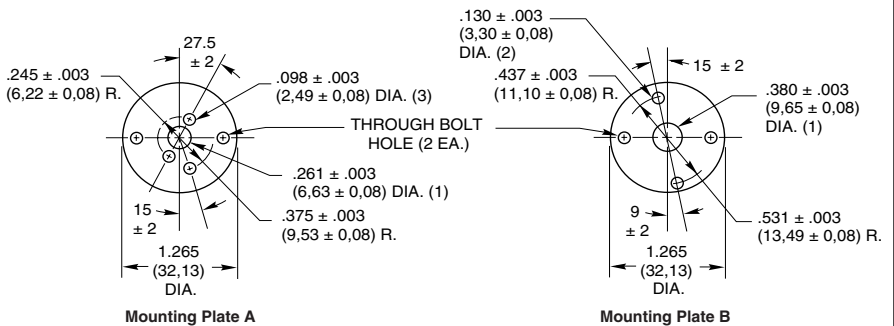 27.5
± 2
.245 ± .003
(6,22 ± 0,08) R.
.098 ± .003
(2,49 ± 0,08) DIA. (3)
THROUGH BOLT
HOLE (2 EA.)
.261 ± .003
(6,63 ± 0,08) DIA. (1)
.375 ± .003
(9,53 ± 0,08) R.
15
± 2
1.265
(32,13)
DIA.
Mounting Plate A
.130 ± .003
(3,30 ± 0,08)
DIA. (2)
15 ± 2
.437 ± .003
(11,10 ± 0,08) R.
.380 ± .003
(9,65 ± 0,08)
DIA. (1)
9
± 2
.531 ± .003
(13,49 ± 0,08) R.
1.265
(32,13)
DIA.
Mounting Plate B